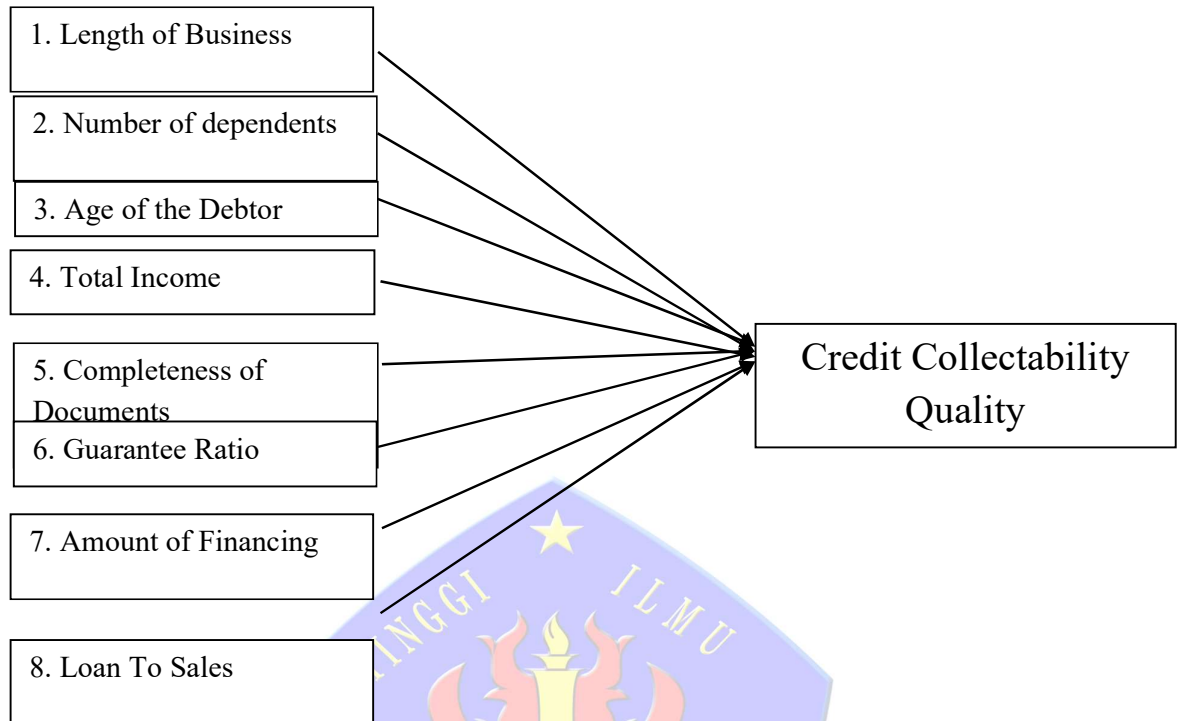 1. Length of Business
2. Number of dependents
3. Age of the Debtor
4. Total Income
5. Completeness of
Documents
6. Guarantee Ratio
7. Amount of Financing
8. Loan To Sales
Credit Collectability
Quality
INGGI ILMU